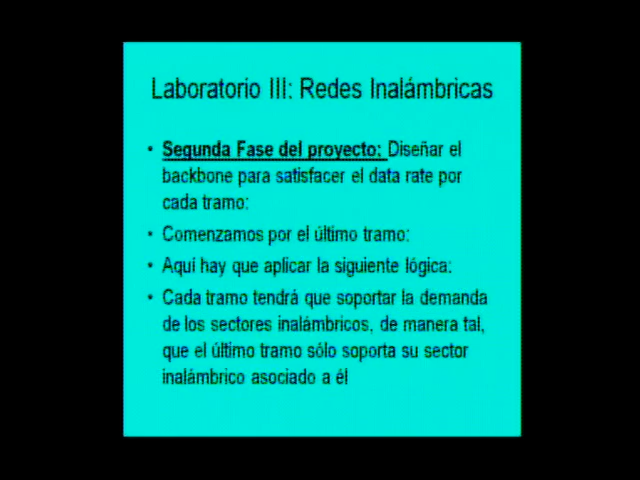 Laboratorio III: Redes Inalámbricas
• Segunda Fase del proyecto: Diseñar el
backbone para satisfacer el data rate por
cada tramo:
• Comenzamos por el último tramo:
• Aquí hay que aplicar la siguiente lógica:
• Cada tramo tendrá que soportar la demanda
de los sectores inalámbricos, de manera tal,
que el último tramo sólo soporta su sector
inalámbrico asociado a él